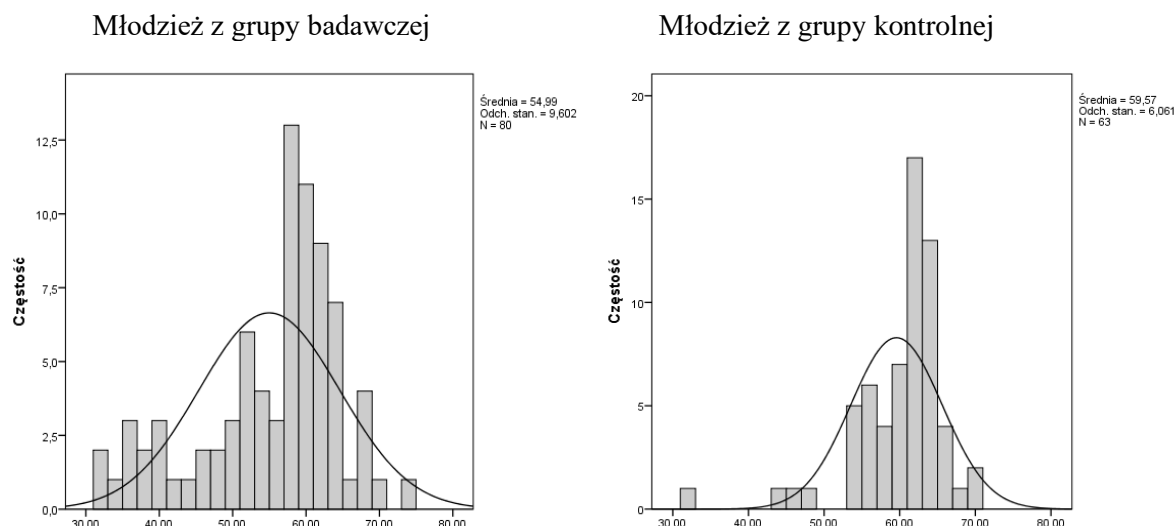 Młodzież z grupy badawczej
Średnia = 54,99
Odch. stan. = 9,602
N = 80
12,5
10,0
7,5
5,0
2,5
0,0
Częstość
30,00 40,00 50,00 60,00 70,00 80,00
Młodzież z grupy kontrolnej
Średnia = 59,57
Odch. stan. = 6,061
N = 63
20
15
10
5
0
Częstość
30,00 40,00 50,00 60,00 70,00 80,00